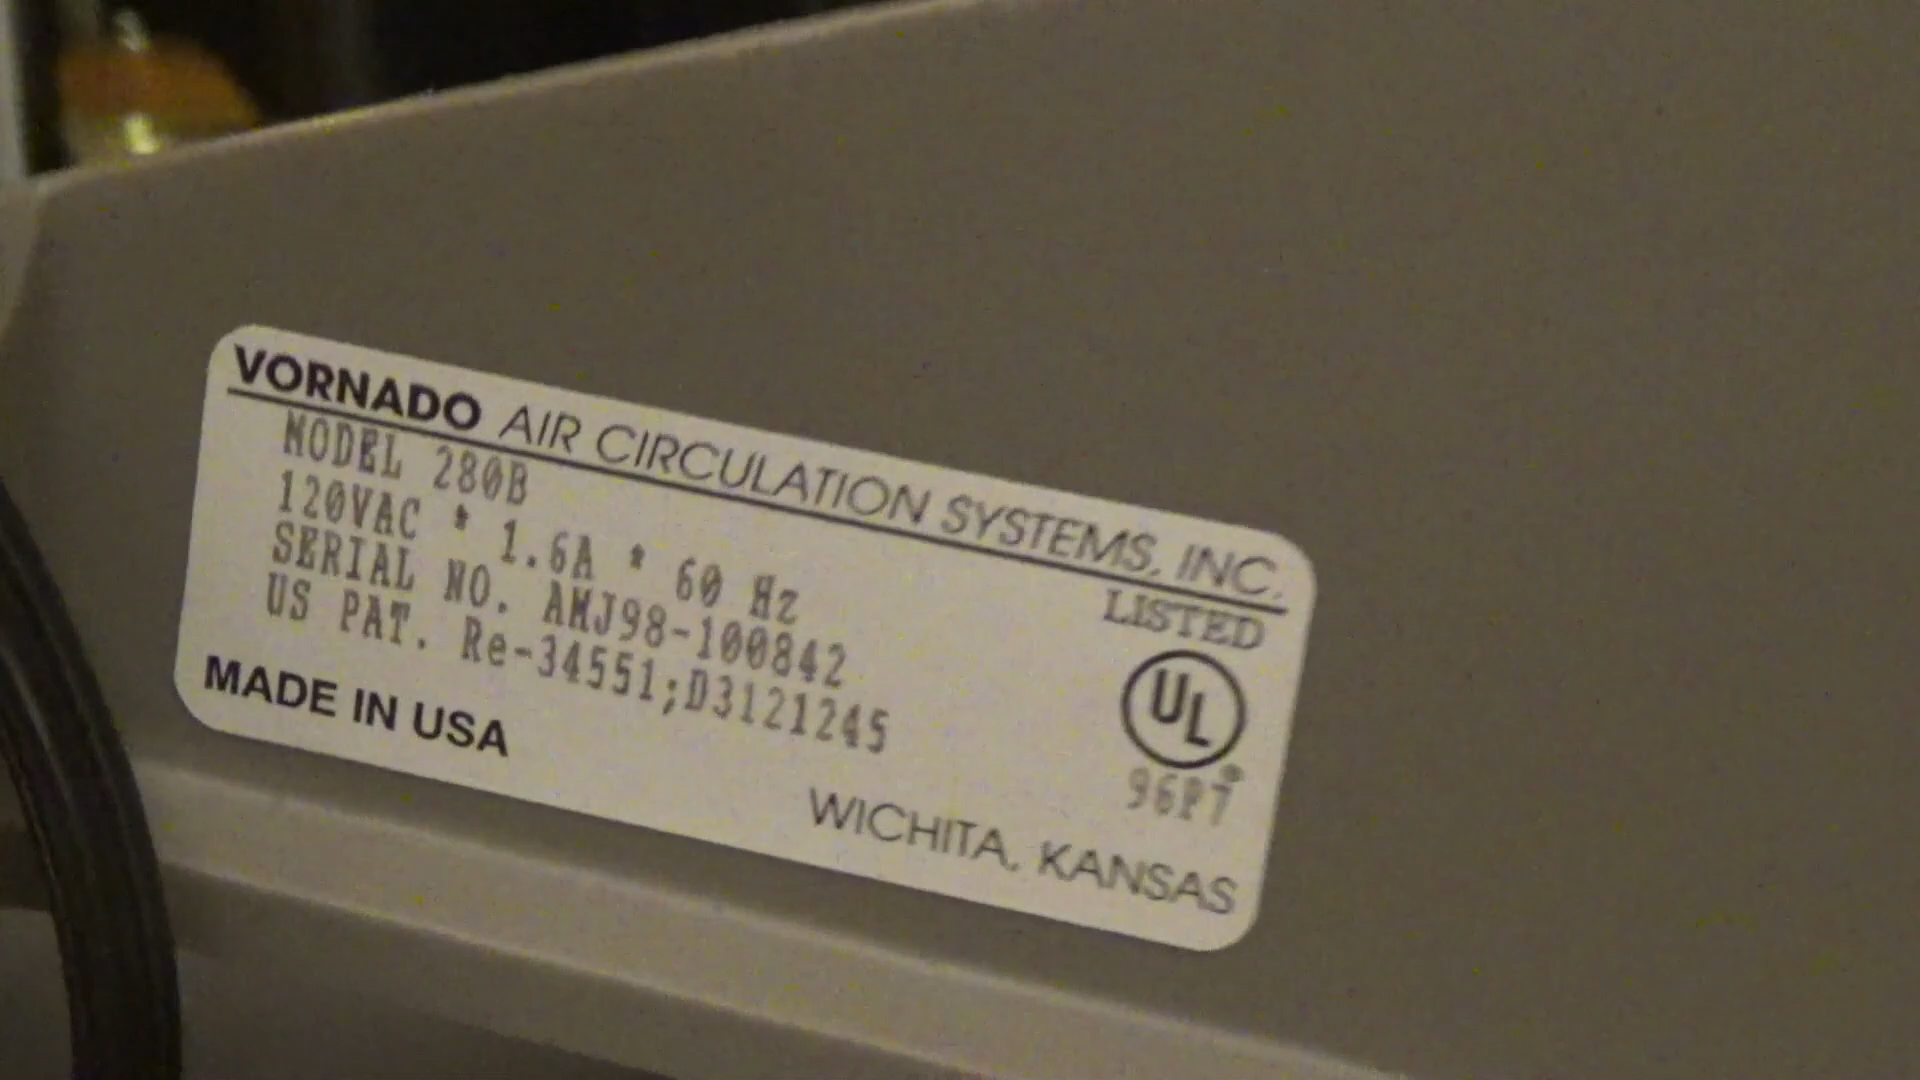 VORNADO AIR CIRCULATION SYSTEMS, INC.
MODEL 280B
120VAC * 1.6A * 60 Hz
SERIAL NO. AMJ98-100842
US PAT. Re-34551;D3121245
MADE IN USA
LISTED
UL
®
96P7
WICHITA, KANSAS